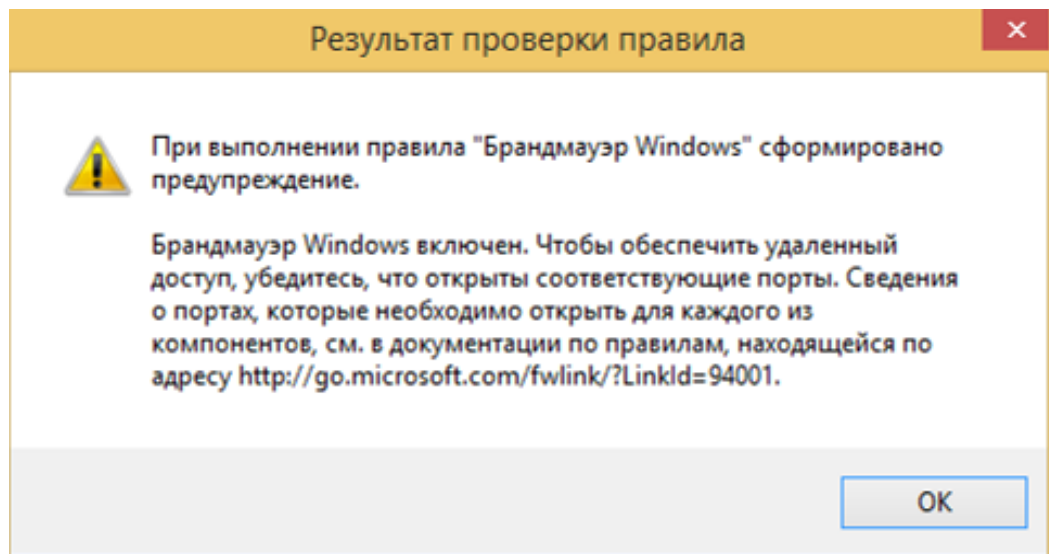 Результат проверки правила
При выполнении правила "Брандмауэр Windows" сформировано
предупреждение.
Брандмауэр Windows включен. Чтобы обеспечить удаленный
доступ, убедитесь, что открыты соответствующие порты. Сведения
о портах, которые необходимо открыть для каждого из
компонентов, см. в документации по правилам, находящейся по
адресу http://go.microsoft.com/fwlink/?LinkId=94001.
OK